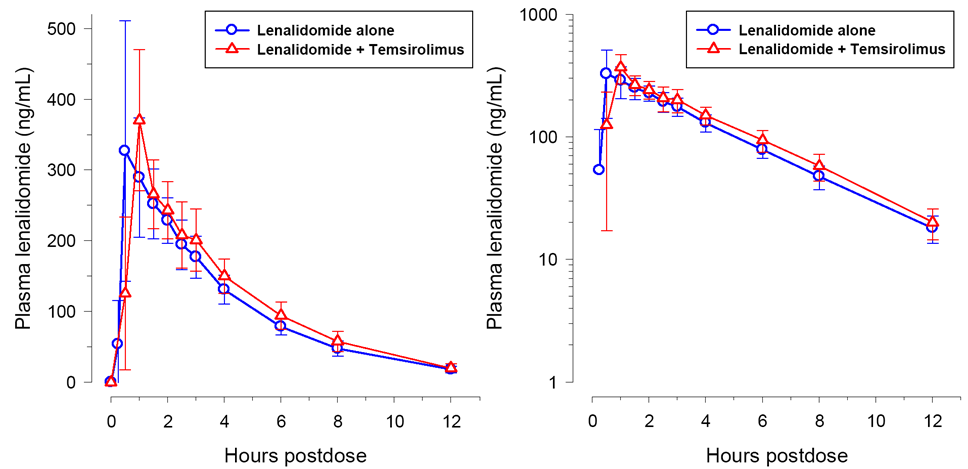 Plasma lenalidomide (ng/mL)
500
400
300
200
100
0
Lenalidomide alone
Lenalidomide + Temsirolimus
0 2 4 6 8 10 12
Hours postdose
Plasma lenalidomide (ng/mL)
1000
100
10
1
Lenalidomide alone
Lenalidomide + Temsirolimus
0 2 4 6 8 10 12
Hours postdose